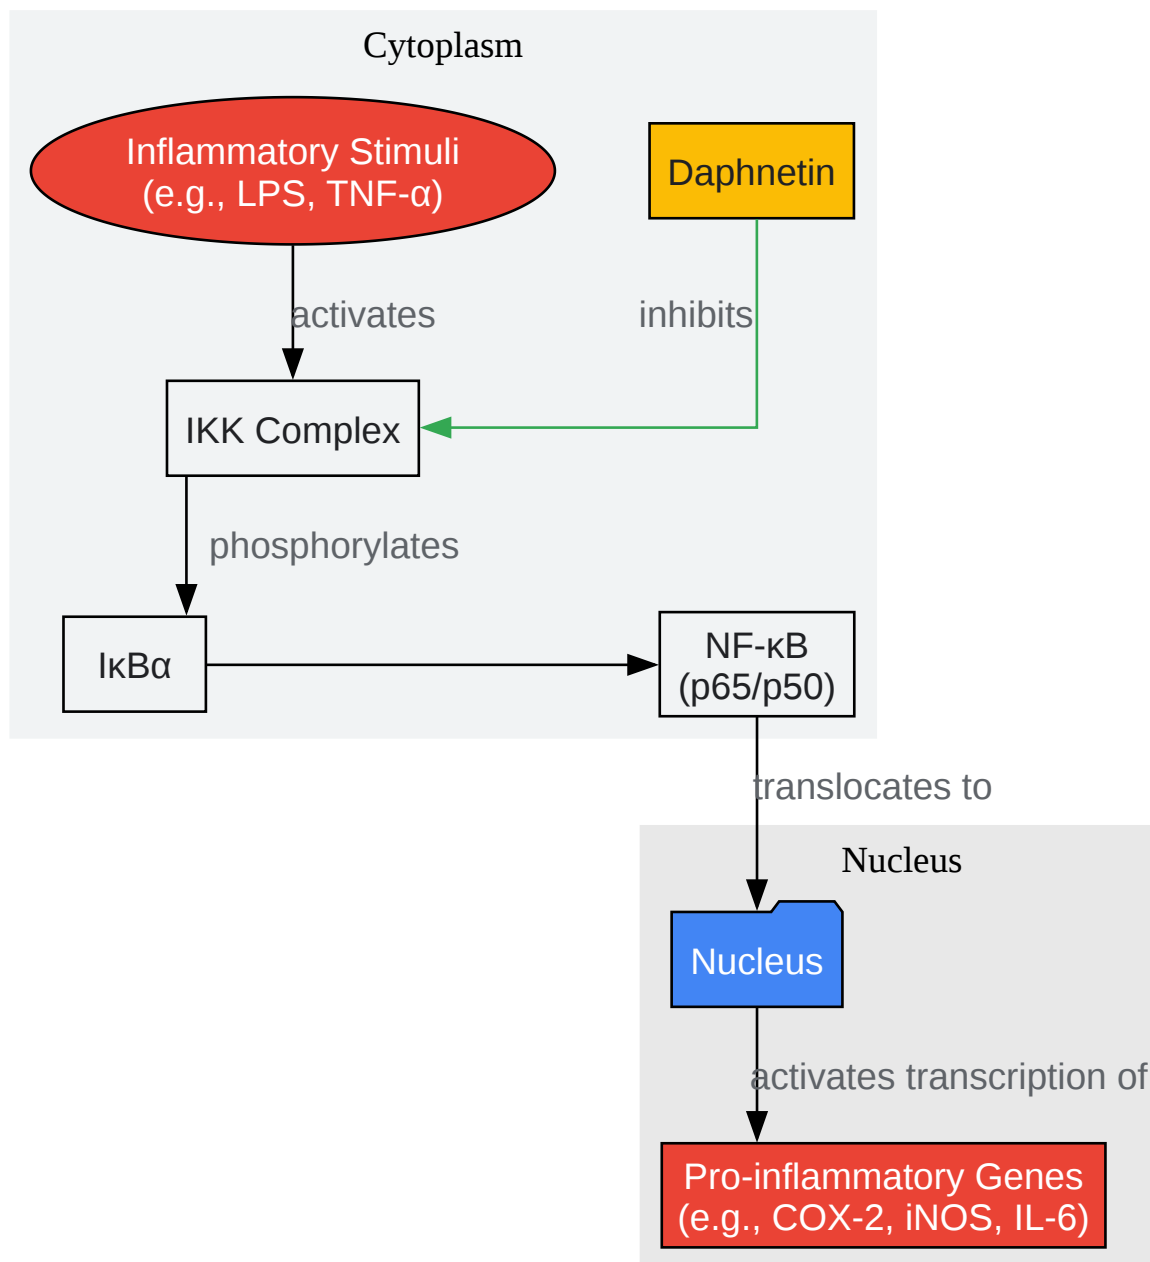 Cytoplasm
Inflammatory Stimuli
(e.g., LPS, TNF-α)
Daphnetin
activates
inhibits
IKK Complex
phosphorylates
IκBα
NF-κB
(p65/p50)
translocates to
Nucleus
Nucleus
activates transcription of
Pro-inflammatory Genes
(e.g., COX-2, iNOS, IL-6)